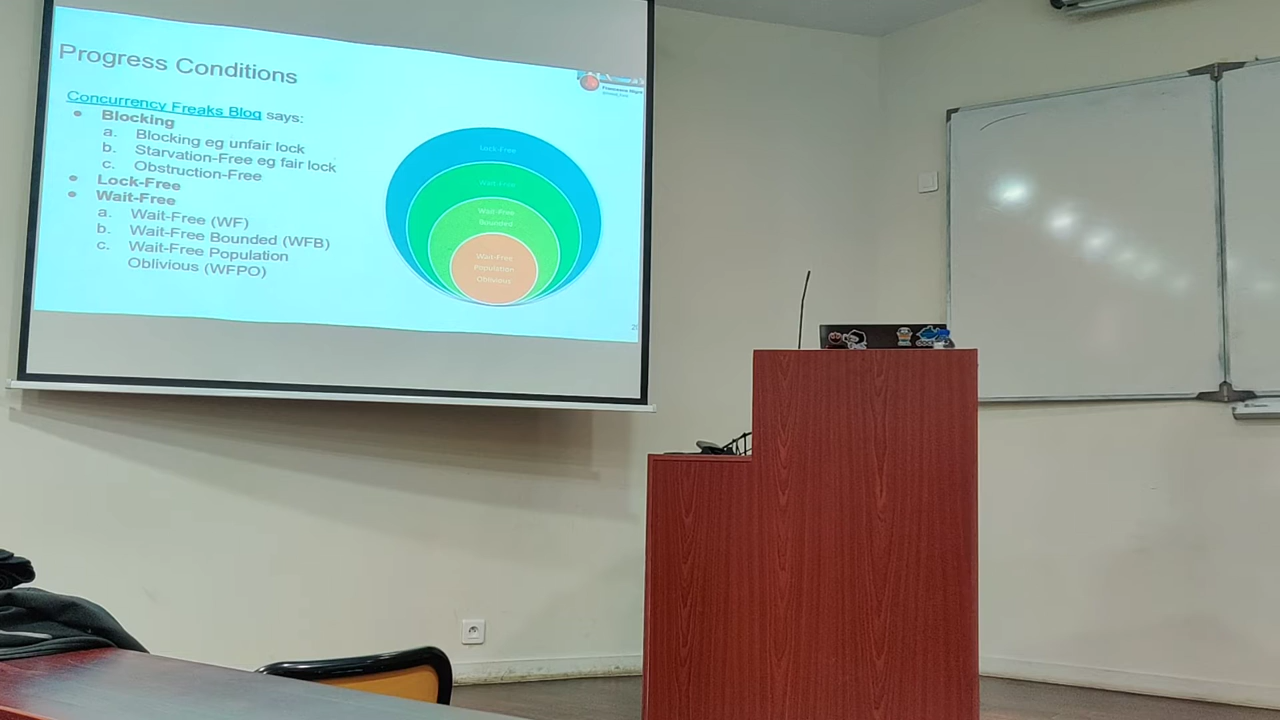 Progress Conditions
Concurrency Freaks Blog says:
● Blocking
a. Blocking eg unfair lock
b. Starvation-Free eg fair lock
c. Obstruction-Free
● Lock-Free
● Wait-Free
a. Wait-Free (WF)
b. Wait-Free Bounded (WFB)
c. Wait-Free Population
Oblivious (WFPO)
Lock-Free
Wait-Free
Wait-Free
Bounded
Wait-Free
Population
Oblivious
Francesco Nigro